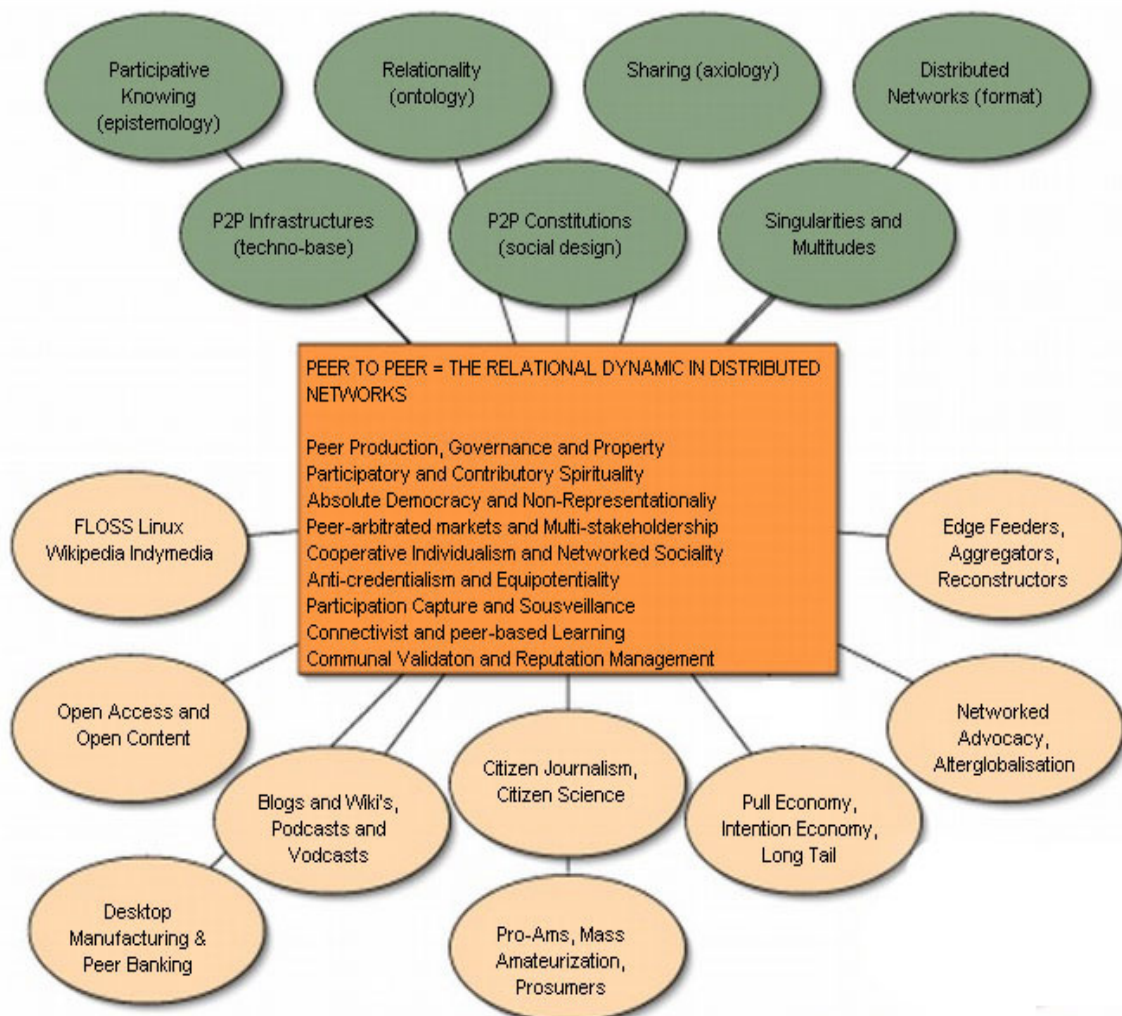 Participative
Knowing
(epistemology)
Relationality
(ontology)
Sharing (axiology)
Distributed
Networks (format)
P2P Infrastructures
(techno-base)
P2P Constitutions
(social design)
Singularities and
Multitudes
PEER TO PEER = THE RELATIONAL DYNAMIC IN DISTRIBUTED
NETWORKS
Peer Production, Governance and Property
Participatory and Contributory Spirituality
Absolute Democracy and Non-Representationaliy
Peer-arbitrated markets and Multi-stakeholdership
Cooperative Individualism and Networked Sociality
Anti-credentialism and Equipotentiality
Participation Capture and Sousveillance
Connectivist and peer-based Learning
Communal Validaton and Reputation Management
FLOSS Linux
Wikipedia Indymedia
Edge Feeders,
Aggregators,
Reconstructors
Open Access and
Open Content
Networked
Advocacy,
Alterglobalisation
Blogs and Wiki's,
Podcasts and
Vodcasts
Citizen Journalism,
Citizen Science
Pull Economy,
Intention Economy,
Long Tail
Desktop
Manufacturing &
Peer Banking
Pro-Ams, Mass
Amateurization,
Prosumers